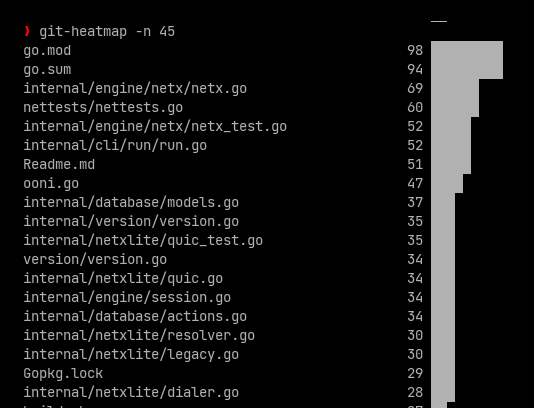 ❯ git-heatmap -n 45
go.mod 98
go.sum 94
internal/engine/netx/netx.go 69
nettests/nettests.go 60
internal/engine/netx/netx_test.go 52
internal/cli/run/run.go 52
Readme.md 51
ooni.go 47
internal/database/models.go 37
internal/version/version.go 35
internal/netxlite/quic_test.go 35
version/version.go 34
internal/netxlite/quic.go 34
internal/engine/session.go 34
internal/database/actions.go 34
internal/netxlite/resolver.go 30
internal/netxlite/legacy.go 30
Gopkg.lock 29
internal/netxlite/dialer.go 28